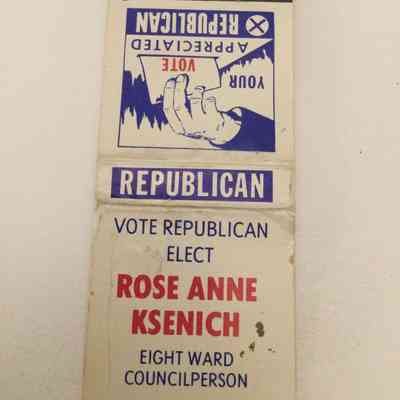 YOUR
VOTE
APPRECIATED
REPUBLICAN
REPUBLICAN
VOTE REPUBLICAN
ELECT
ROSE ANNE
KSENICH
EIGHT WARD
COUNCILPERSON